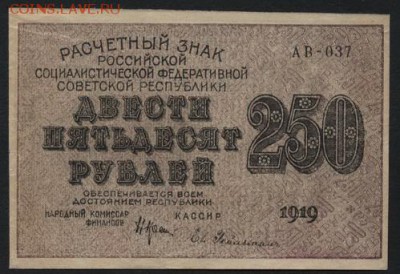 COINS.LAVE.RU
РАСЧЕТНЫЙ ЗНАК
АВ-037
РОССИЙСКОЙ
СОЦИАЛИСТИЧЕСКОЙ ФЕДЕРАТИВНОЙ
СОВЕТСКОЙ РЕСПУБЛИКИ
ДВЕСТИ
ПЯТЬДЕСЯТ
РУБЛЕЙ
250
ОБЕСПЕЧИВАЕТСЯ ВСЕМ
ДОСТОЯНИЕМ РЕСПУБЛИКИ
НАРОДНЫЙ КОМИССАР
ФИНАНСОВ
КАССИР
1919